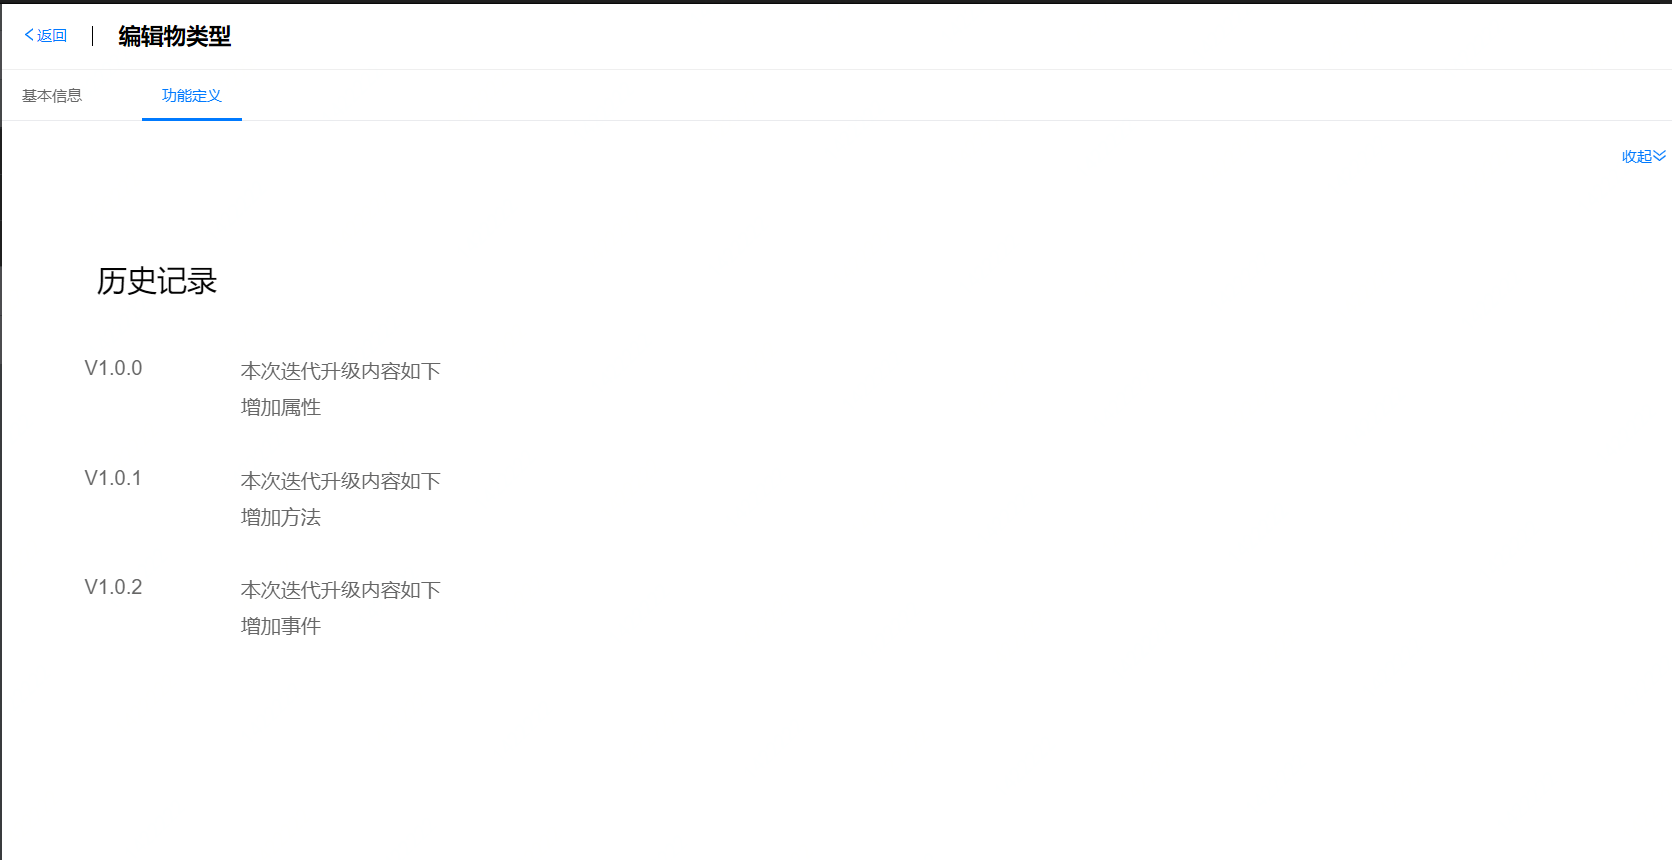 返回
编辑物类型
基本信息
功能定义
收起
历史记录
V1.0.0
本次迭代升级内容如下
增加属性
V1.0.1
本次迭代升级内容如下
增加方法
V1.0.2
本次迭代升级内容如下
增加事件